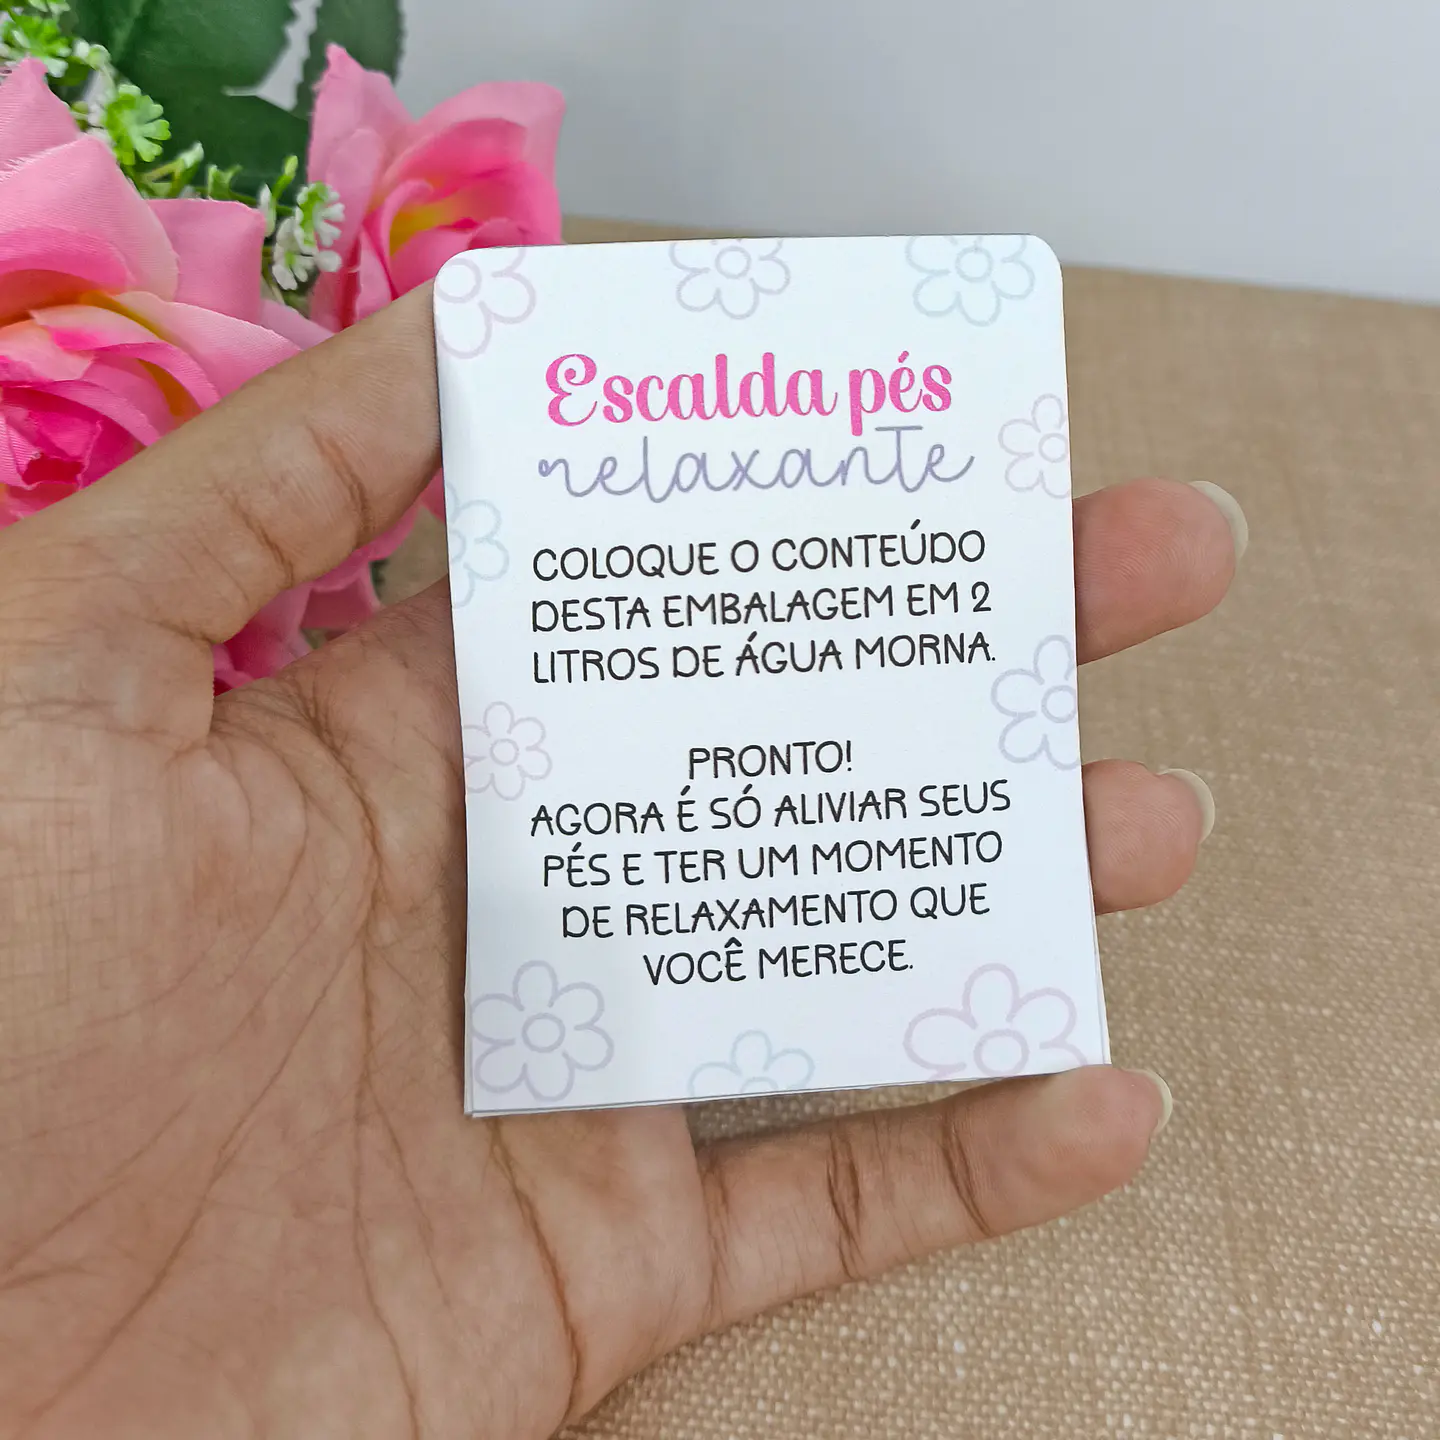 Escalda pés
relaxante
COLOQUE O CONTEÚDO
DESTA EMBALAGEM EM 2
LITROS DE ÁGUA MORNA.
PRONTO!
AGORA É SÓ ALIVIAR SEUS
PÉS E TER UM MOMENTO
DE RELAXAMENTO QUE
VOCÊ MERECE.